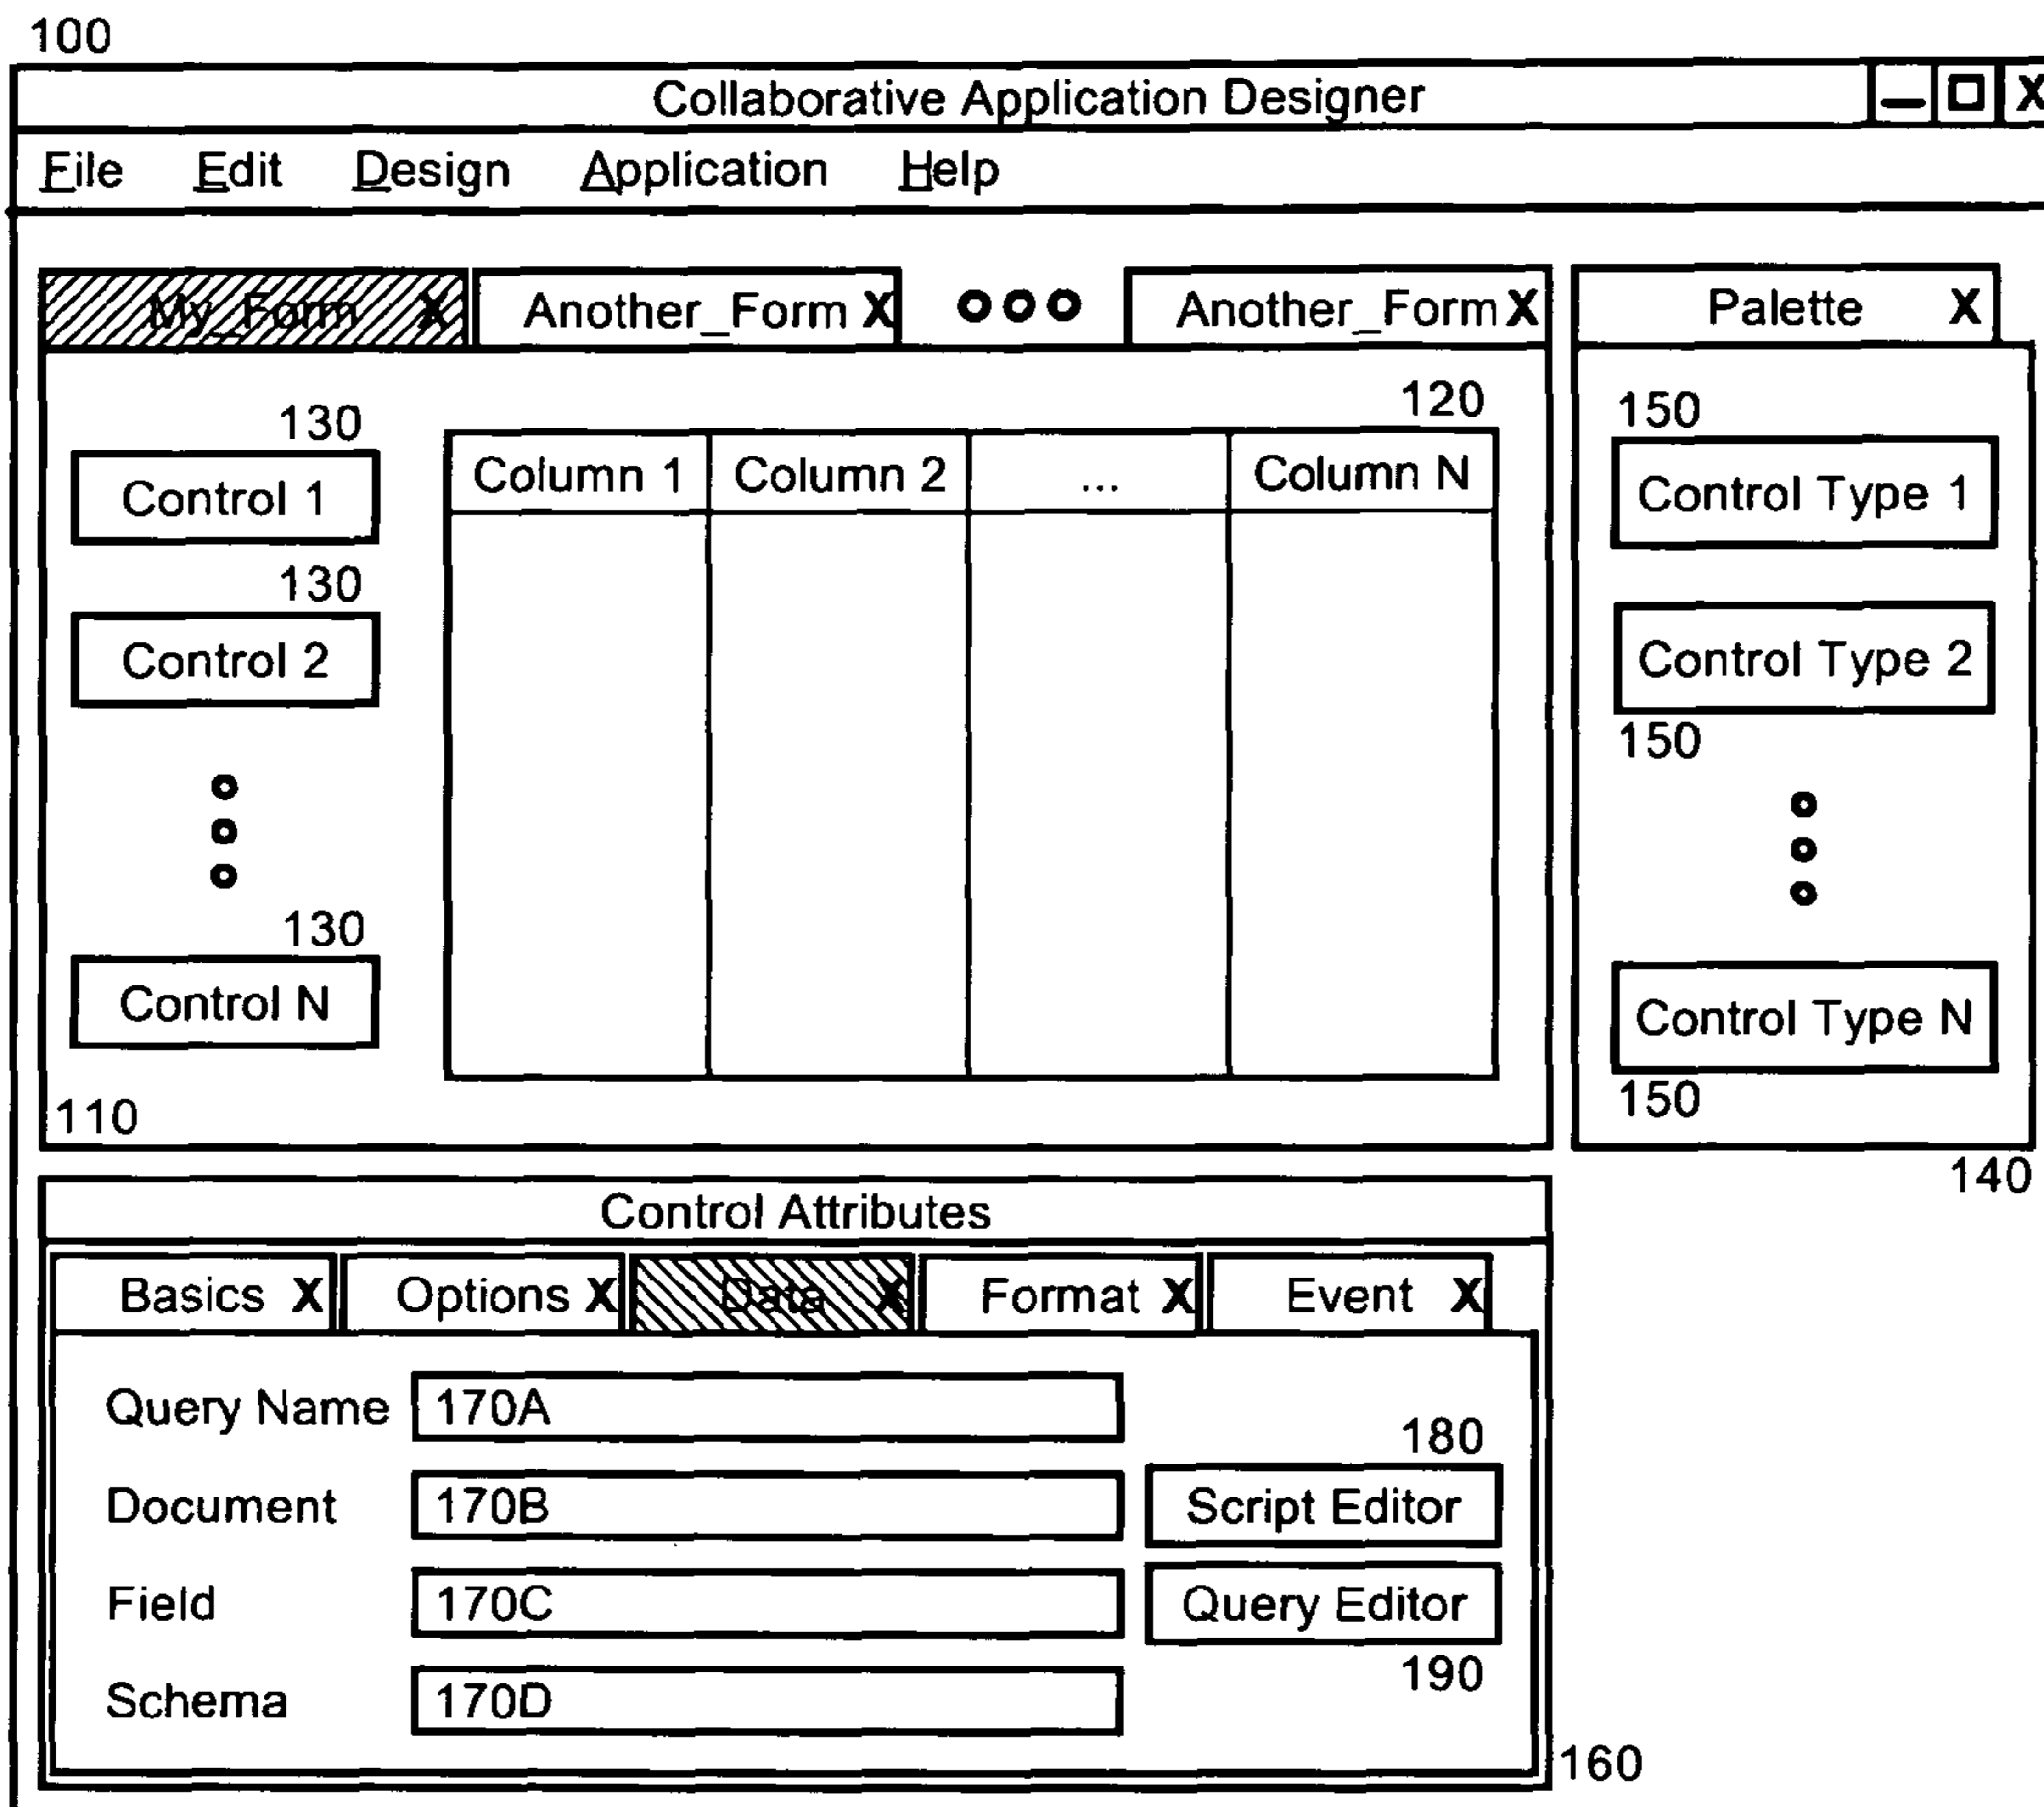 100
Collaborative Application Designer X
File Edit Design Application Help
My_Form X Another_Form X Another_Form X Palette X
120
130 150
Column 1 Column 2 ... Column N
Control 1 Control Type 1
130
Control 2 Control Type 2
150
130
Control N Control Type N
110 150
140
Control Attributes
Basics X Options X Data X Format X Event X
Query Name 170A
180
Document 170B Script Editor
Field 170C Query Editor
190
Schema 170D
160